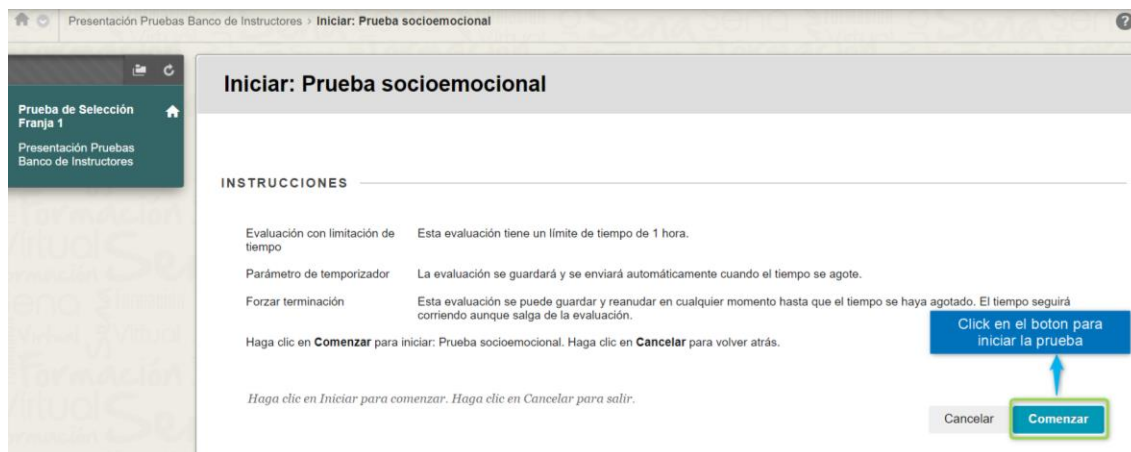 Presentación Pruebas Banco de Instructores > Iniciar: Prueba socioemocional
?
Prueba de Selección
Franja 1
Presentación Pruebas
Banco de Instructores
Iniciar: Prueba socioemocional
INSTRUCCIONES
Evaluación con limitación de tiempo Esta evaluación tiene un límite de tiempo de 1 hora.
Parámetro de temporizador La evaluación se guardará y se enviará automáticamente cuando el tiempo se agote.
Forzar terminación Esta evaluación se puede guardar y reanudar en cualquier momento hasta que el tiempo se haya agotado. El tiempo seguirá
corriendo aunque salga de la evaluación.
Haga clic en Comenzar para iniciar: Prueba socioemocional. Haga clic en Cancelar para volver atrás.
Click en el boton para
iniciar la prueba
Haga clic en Iniciar para comenzar. Haga clic en Cancelar para salir.
Cancelar
Comenzar